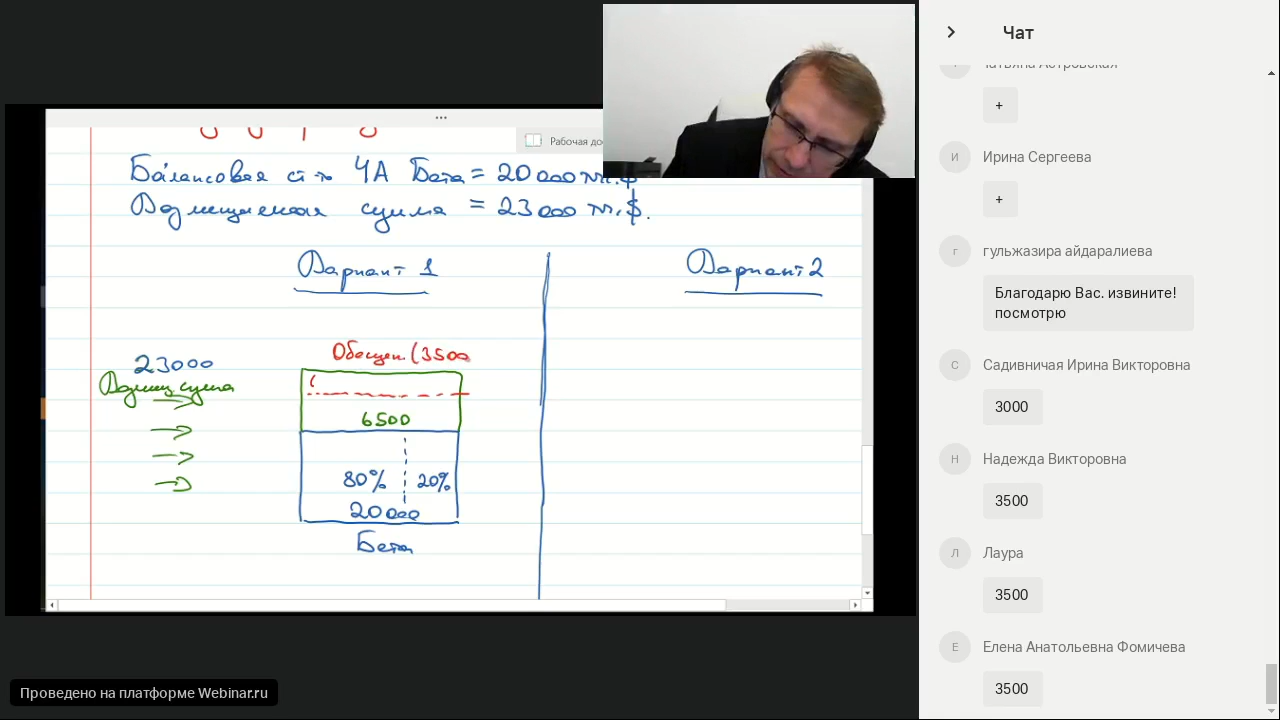 Рабочая до
Балансовая ст-ть ЧА Бета = 20 000 т.$
Возмещаемая сумма = 23 000 т.$.
Вариант 1
Вариант 2
Обесцен. (3500
23000
Возмещ сумма
(
6500
80% 20%
20 000
Бета
Проведено на платформе Webinar.ru
Чат
+
И
Ирина Сергеева
+
г
гульжазира айдаралиева
Благодарю Вас. извините!
посмотрю
С
Садивничая Ирина Викторовна
3000
Н
Надежда Викторовна
3500
Л
Лаура
3500
Е
Елена Анатольевна Фомичева
3500